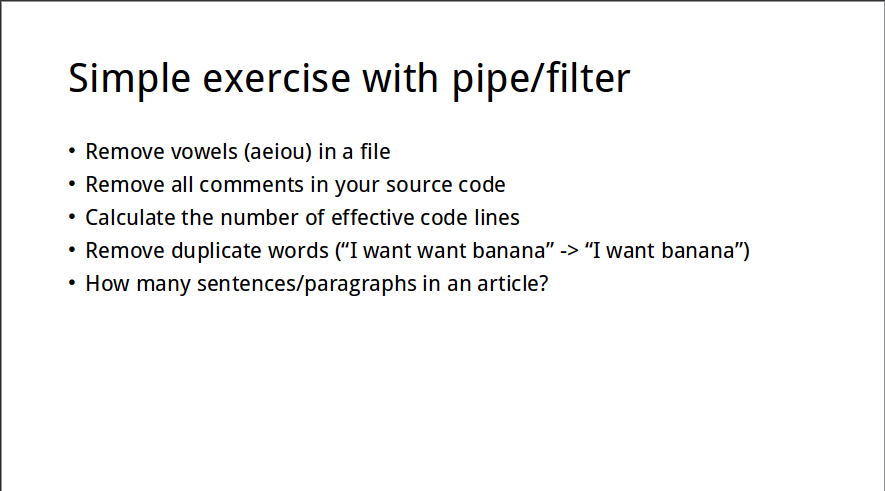 Simple exercise with pipe/filter
• Remove vowels (aeiou) in a file
• Remove all comments in your source code
• Calculate the number of effective code lines
• Remove duplicate words (“I want want banana” -> “I want banana”)
• How many sentences/paragraphs in an article?